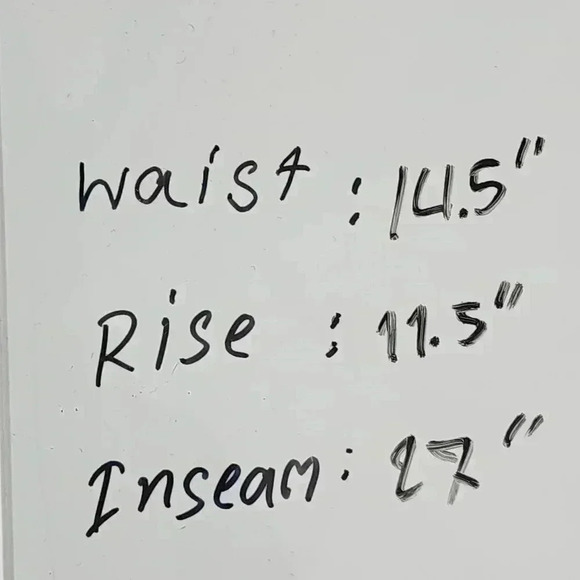 Waist : 14.5"
Rise : 11.5"
Inseam : 27"